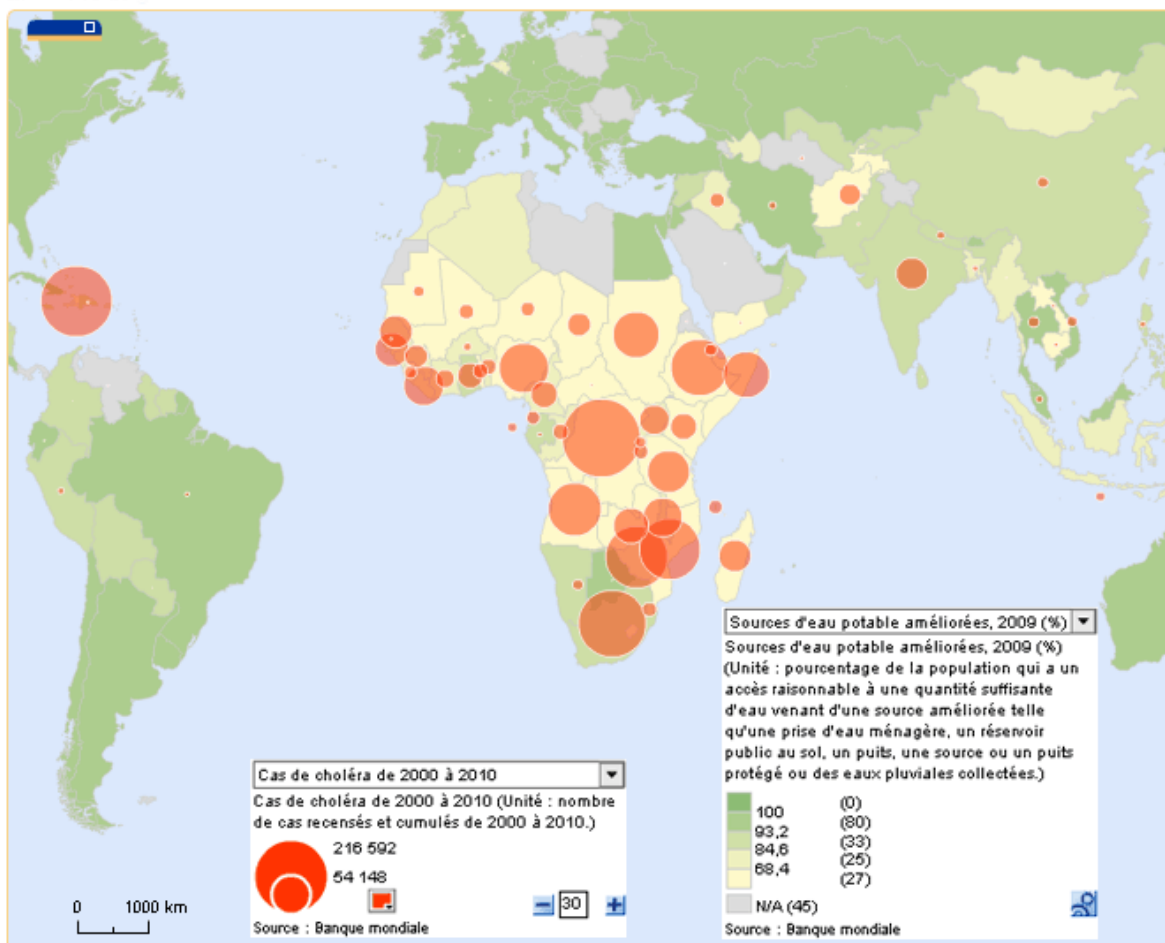 Sources d'eau potable améliorées, 2009 (%)
Sources d'eau potable améliorées, 2009 (%)
(Unité : pourcentage de la population qui a un
accès raisonnable à une quantité suffisante
d'eau venant d'une source améliorée telle
qu'une prise d'eau ménagère, un réservoir
public au sol, un puits, une source ou un puits
protégé ou des eaux pluviales collectées.)
(0)
100
(80)
93,2
(33)
84,6
(25)
68,4
(27)
N/A (45)
Source : Banque mondiale
Cas de choléra de 2000 à 2010
Cas de choléra de 2000 à 2010 (Unité : nombre
de cas recensés et cumulés de 2000 à 2010.)
216 592
54 148
30
Source : Banque mondiale
0 1000 km